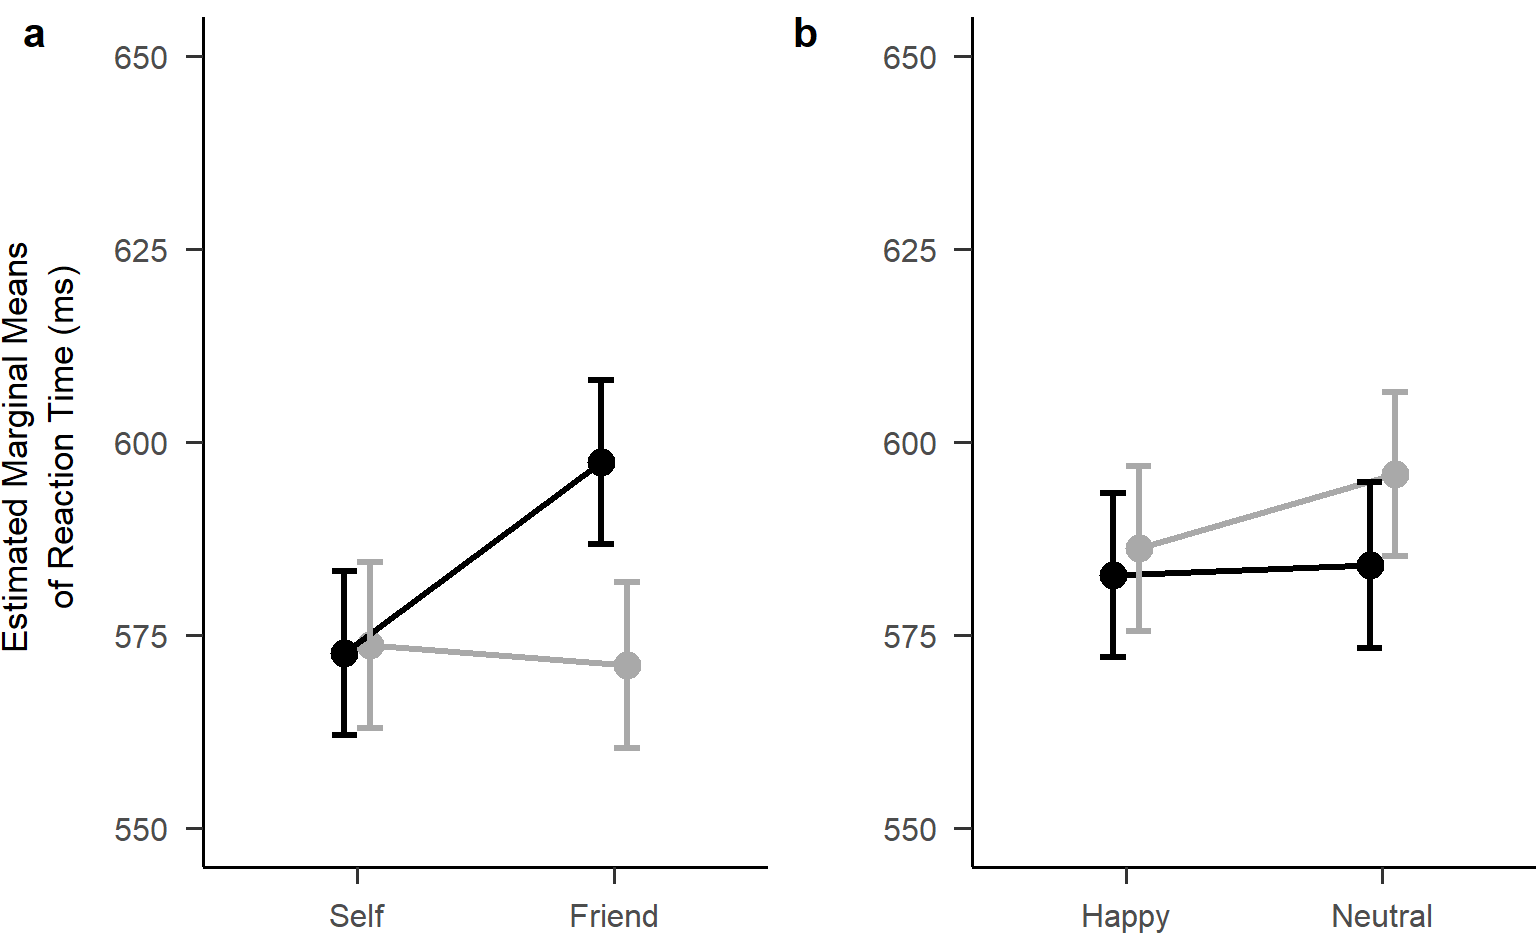 a
Estimated Marginal Means
of Reaction Time (ms)
650
625
600
575
550
Self
Friend
b
650
625
600
575
550
Happy
Neutral